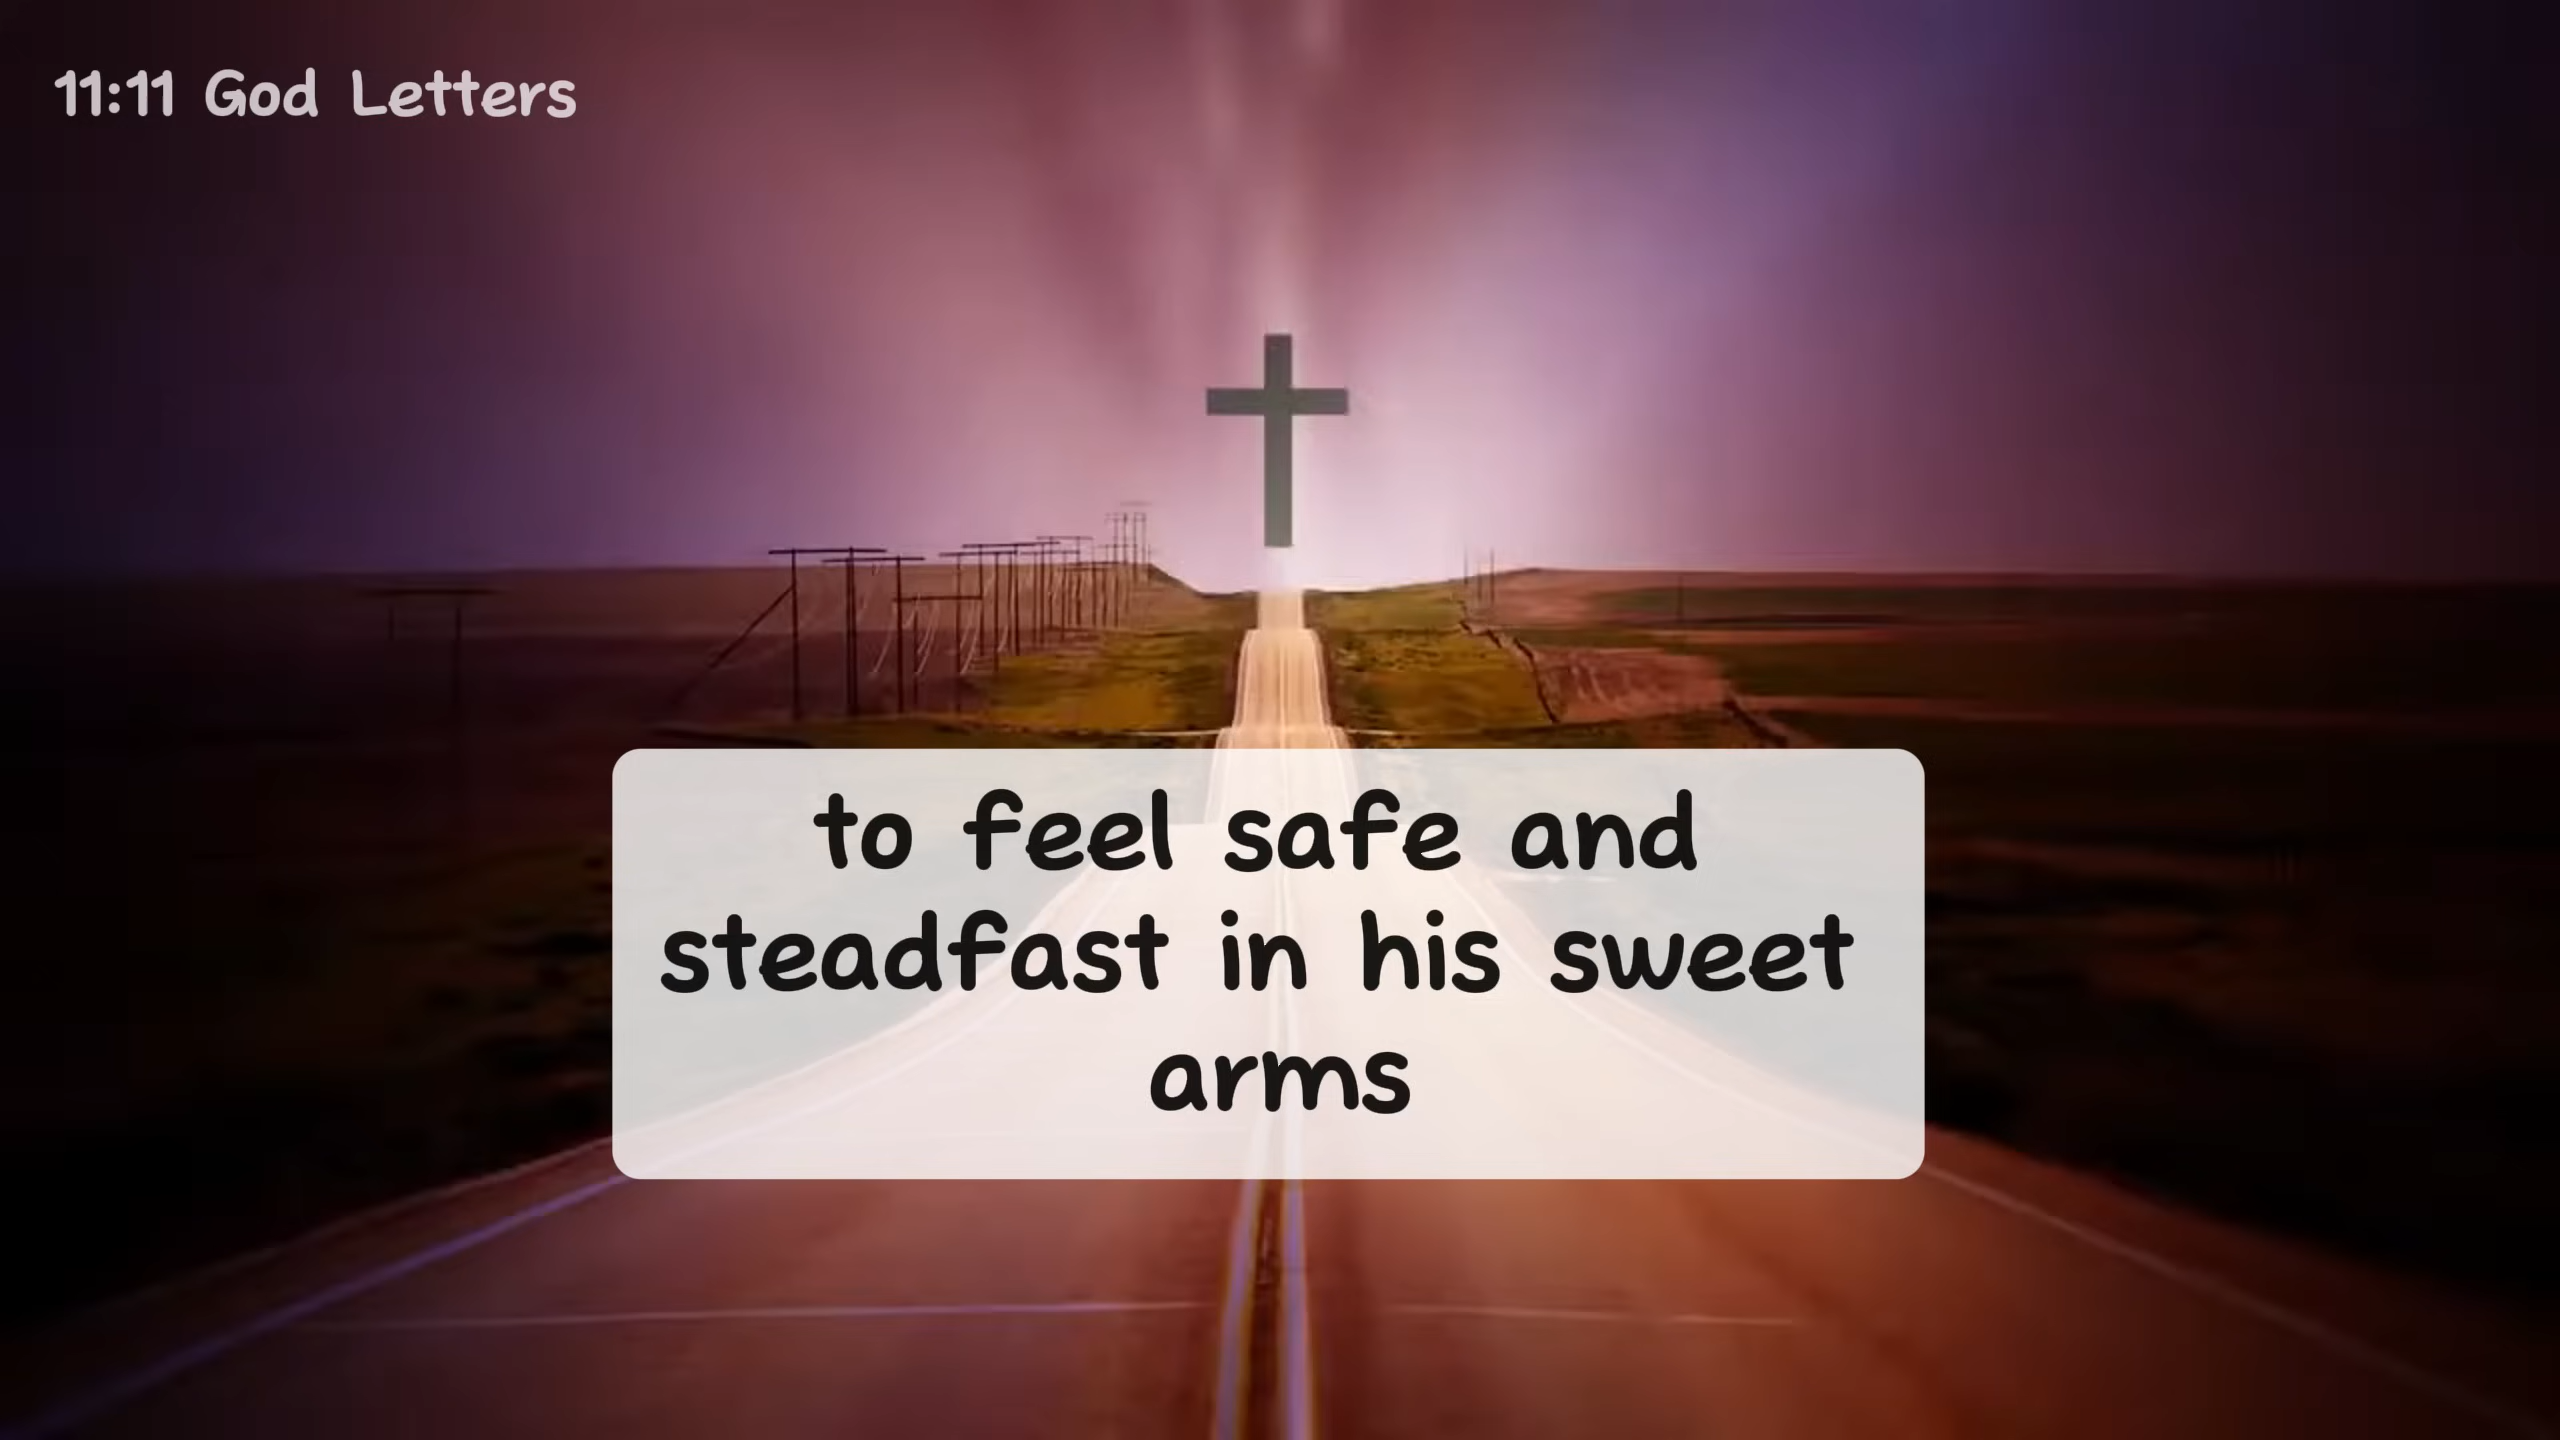 11:11 God Letters
to feel safe and
steadfast in his sweet
arms